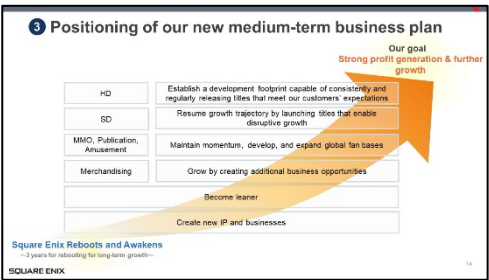 3 Positioning of our new medium-term business plan
Our goal
Strong profit generation & further
growth
HD
Establish a development footprint capable of consistently and
regularly releasing titles that meet our customers' expectations
SD
Resume growth trajectory by launching titles that enable
disruptive growth
MMO, Publication,
Amusement
Maintain momentum, develop, and expand global fan bases
Merchandising
Grow by creating additional business opportunities
Become leaner
Create new IP and businesses
Square Enix Reboots and Awakens
~3 years for rebooting for long-term growth~
SQUARE ENIX
14